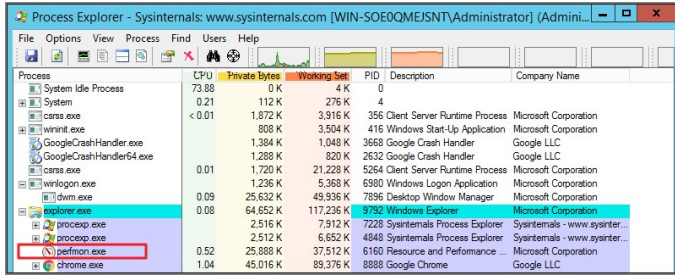 Process Explorer - Sysinternals: www.sysinternals.com [WIN-SOE0QMEJSNT\Administrator] (Admini...
File Options View Process Find Users Help
Process CPU Private Bytes Working Set PID Description Company Name
System Idle Process 73.88 0 K 4 K 0
System 0.21 112 K 276 K 4
csrss.exe < 0.01 1,872 K 3,916 K 356 Client Server Runtime Process Microsoft Corporation
wininit.exe 808 K 3,504 K 416 Windows Start-Up Application Microsoft Corporation
GoogleCrashHandler.exe 1,384 K 1,048 K 3668 Google Crash Handler Google LLC
GoogleCrashHandler64.exe 1,288 K 820 K 2632 Google Crash Handler Google LLC
csrss.exe 0.01 1,720 K 21,228 K 5264 Client Server Runtime Process Microsoft Corporation
winlogon.exe 1,236 K 5,368 K 6980 Windows Logon Application Microsoft Corporation
dwm.exe 0.09 25,632 K 49,936 K 7896 Desktop Window Manager Microsoft Corporation
explorer.exe 0.08 64,652 K 117,236 K 9792 Windows Explorer Microsoft Corporation
procexp.exe 2,516 K 7,912 K 7228 Sysinternals Process Explorer Sysinternals - www.sysinter...
procexp.exe 2,512 K 6,652 K 4848 Sysinternals Process Explorer Sysinternals - www.sysinter...
perfmon.exe 0.52 25,888 K 37,512 K 6160 Resource and Performance ... Microsoft Corporation
chrome.exe 1.04 45,016 K 89,376 K 8888 Google Chrome Google LLC